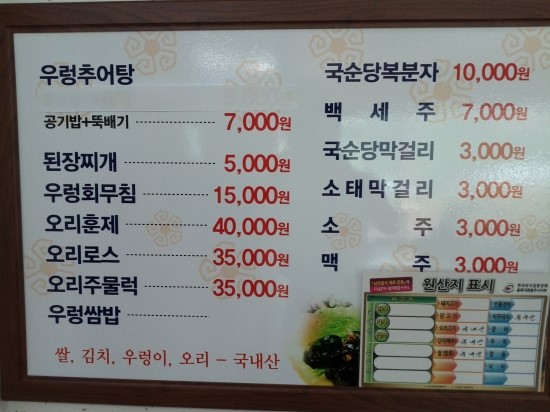 우렁추어탕
공기밥+뚝배기 7,000원
된장찌개 5,000원
우렁회무침 15,000원
오리훈제 40,000원
오리로스 35,000원
오리주물럭 35,000원
우렁쌈밥
쌀, 김치, 우렁이, 오리 - 국내산
국순당복분자 10,000원
백세주 7,000원
국순당막걸리 3,000원
소태막걸리 3,000원
소주 3,000원
맥주 3,000원
원산지 표시